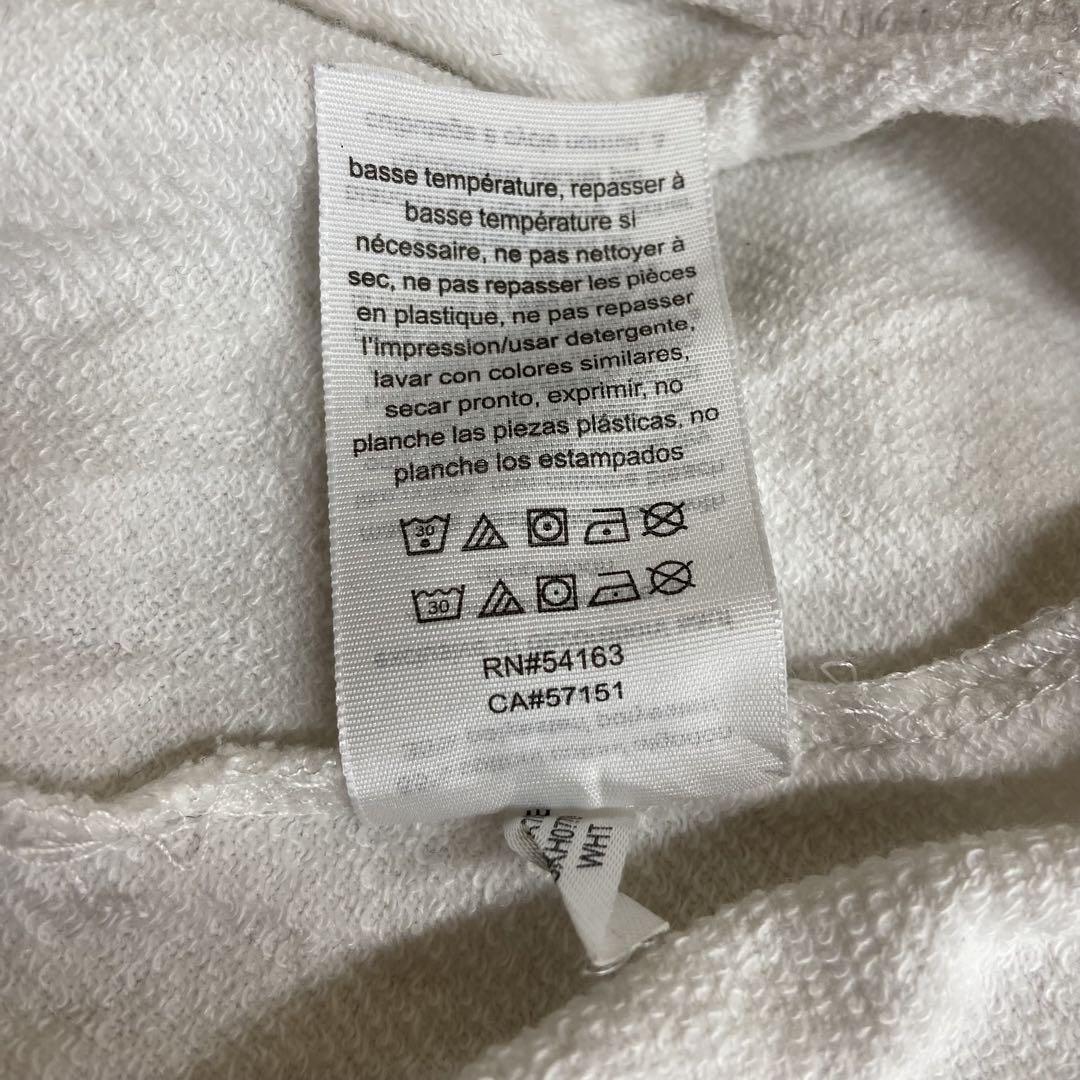 basse température, repasser à
basse température si
nécessaire, ne pas nettoyer à
sec, ne pas repasser les pièces
en plastique, ne pas repasser
l'impression/usar detergente,
lavar con colores similares,
secar pronto, exprimir, no
planche las piezas plásticas, no
planche los estampados
30
30
RN#54163
CA#57151
WHT